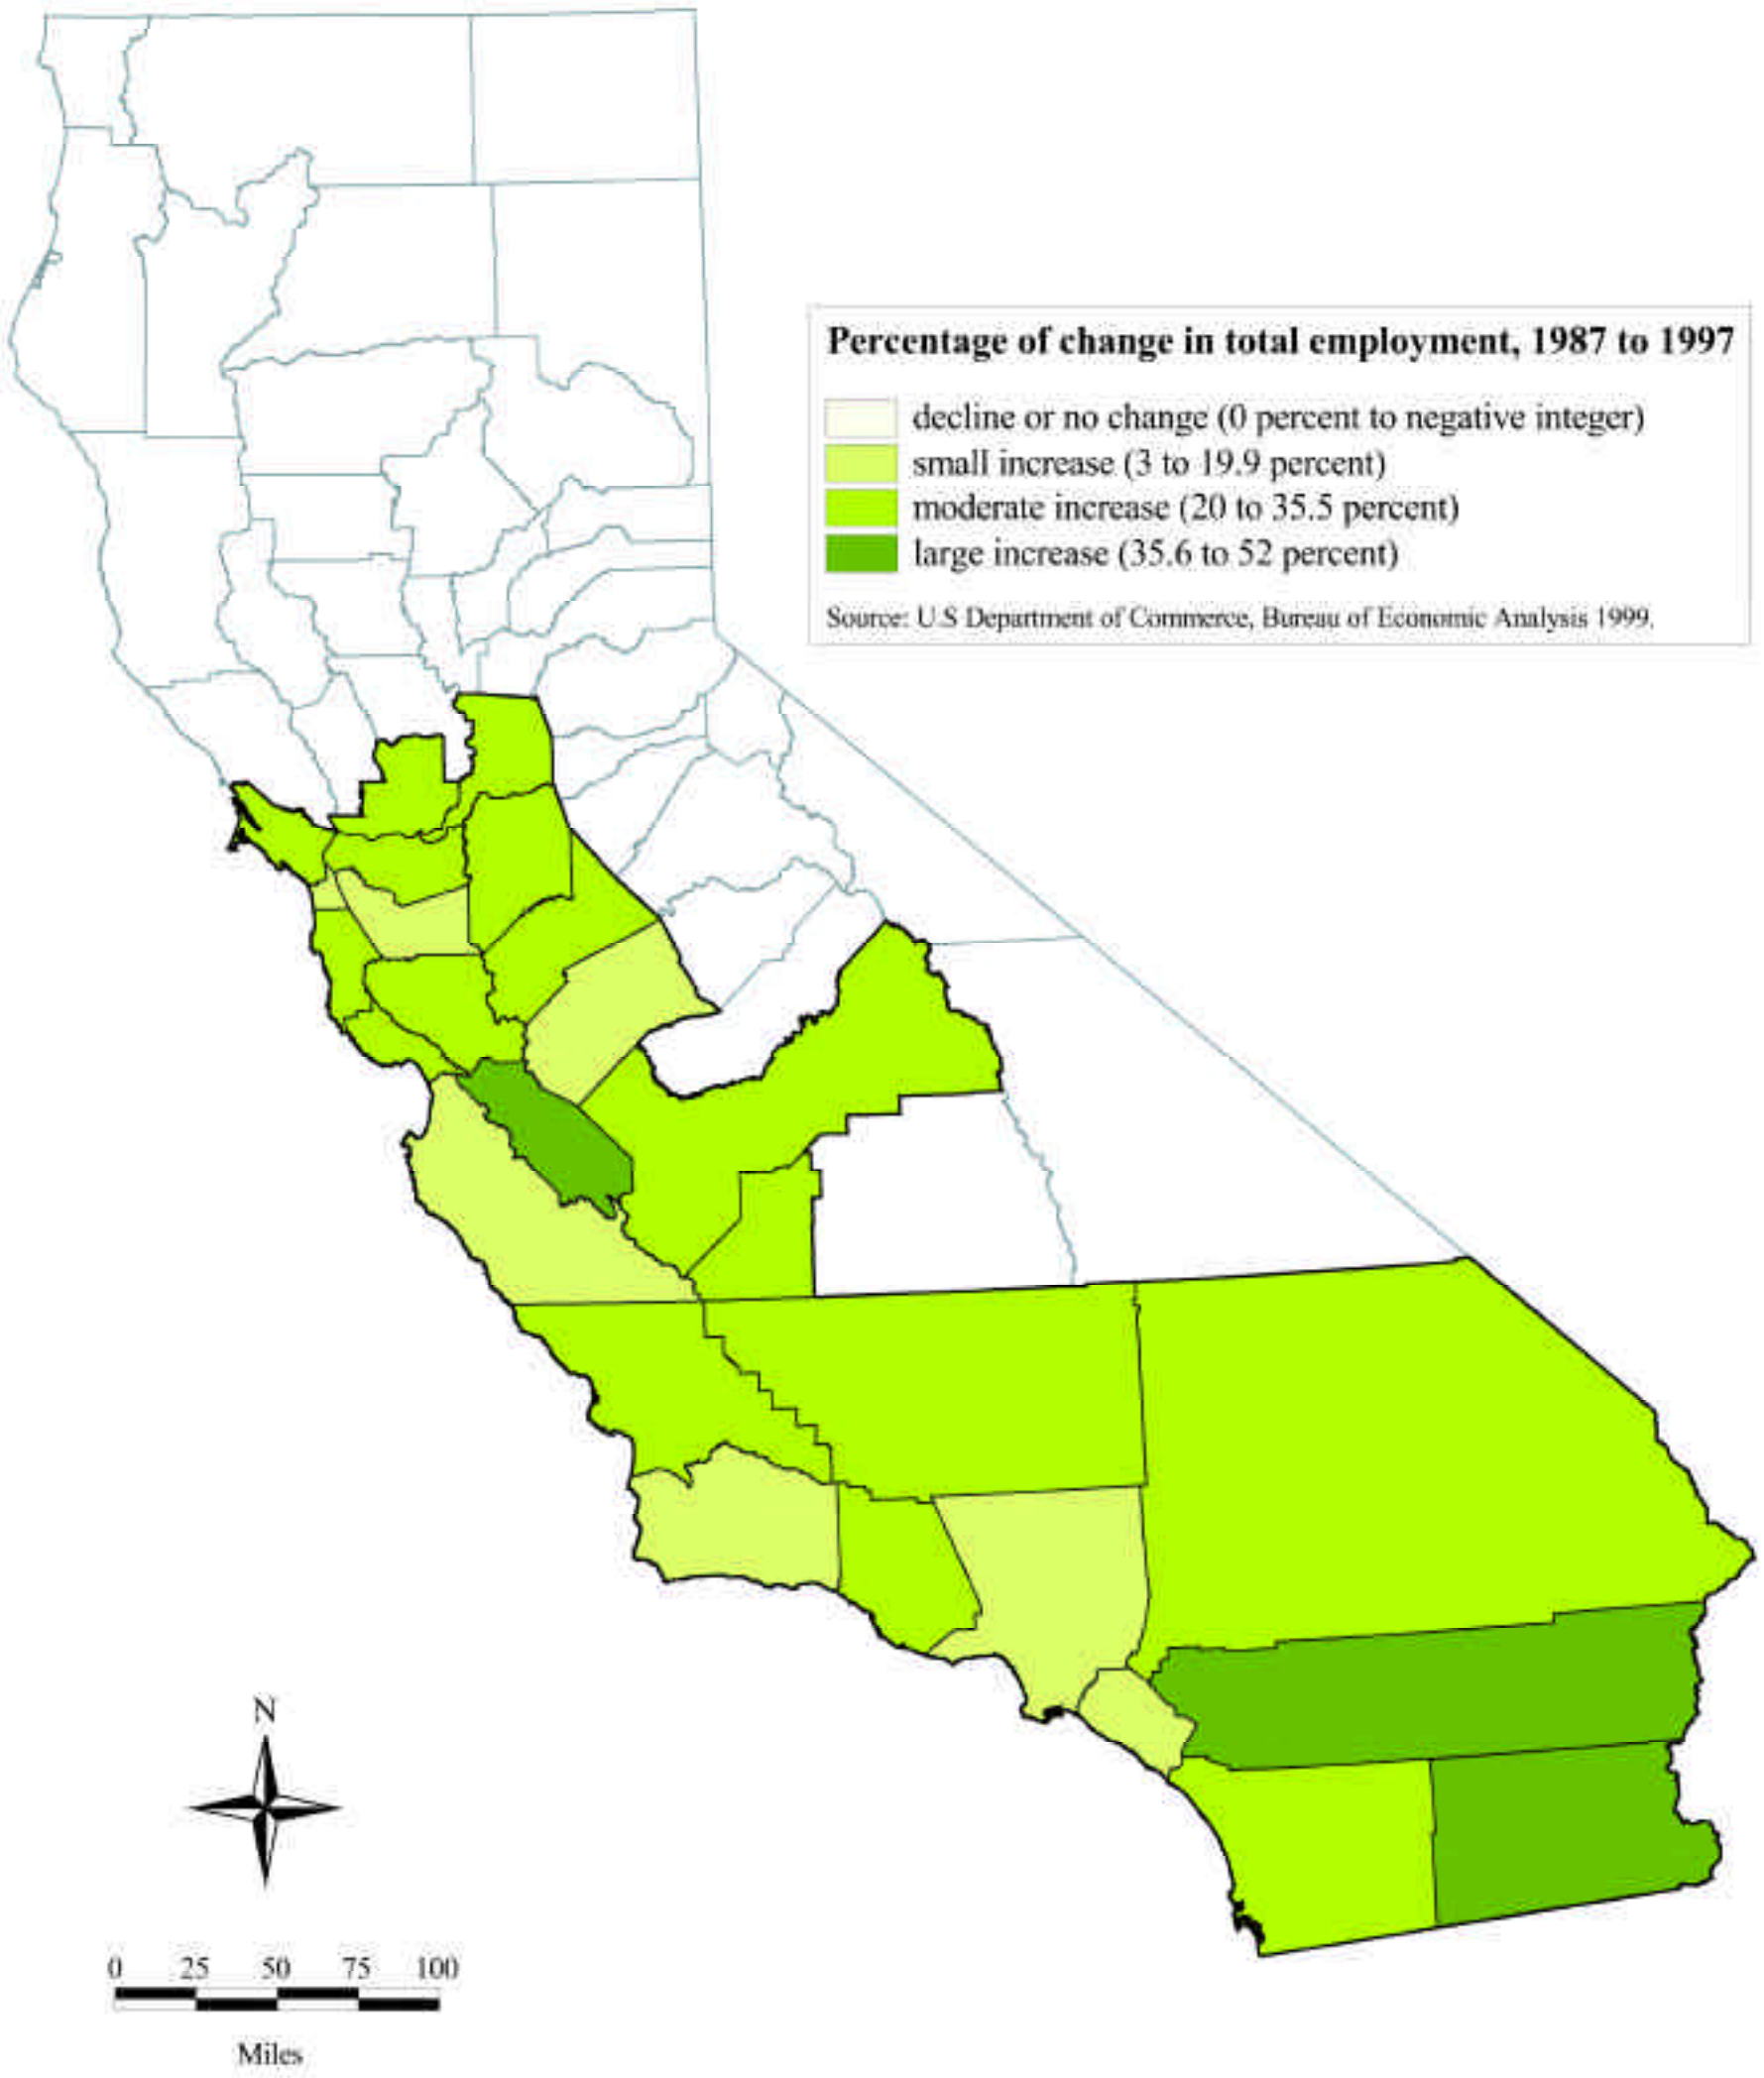 Percentage of change in total employment, 1987 to 1997
decline or no change (0 percent to negative integer)
small increase (3 to 19.9 percent)
moderate increase (20 to 35.5 percent)
large increase (35.6 to 52 percent)
Source: U.S Department of Commerce, Bureau of Economic Analysis 1999.
N
0 25 50 75 100
Miles